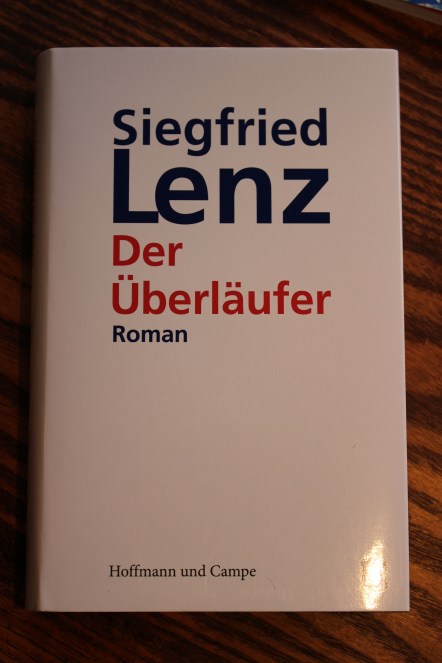 Siegfried
Lenz
Der
Überläufer
Roman
Hoffmann und Campe